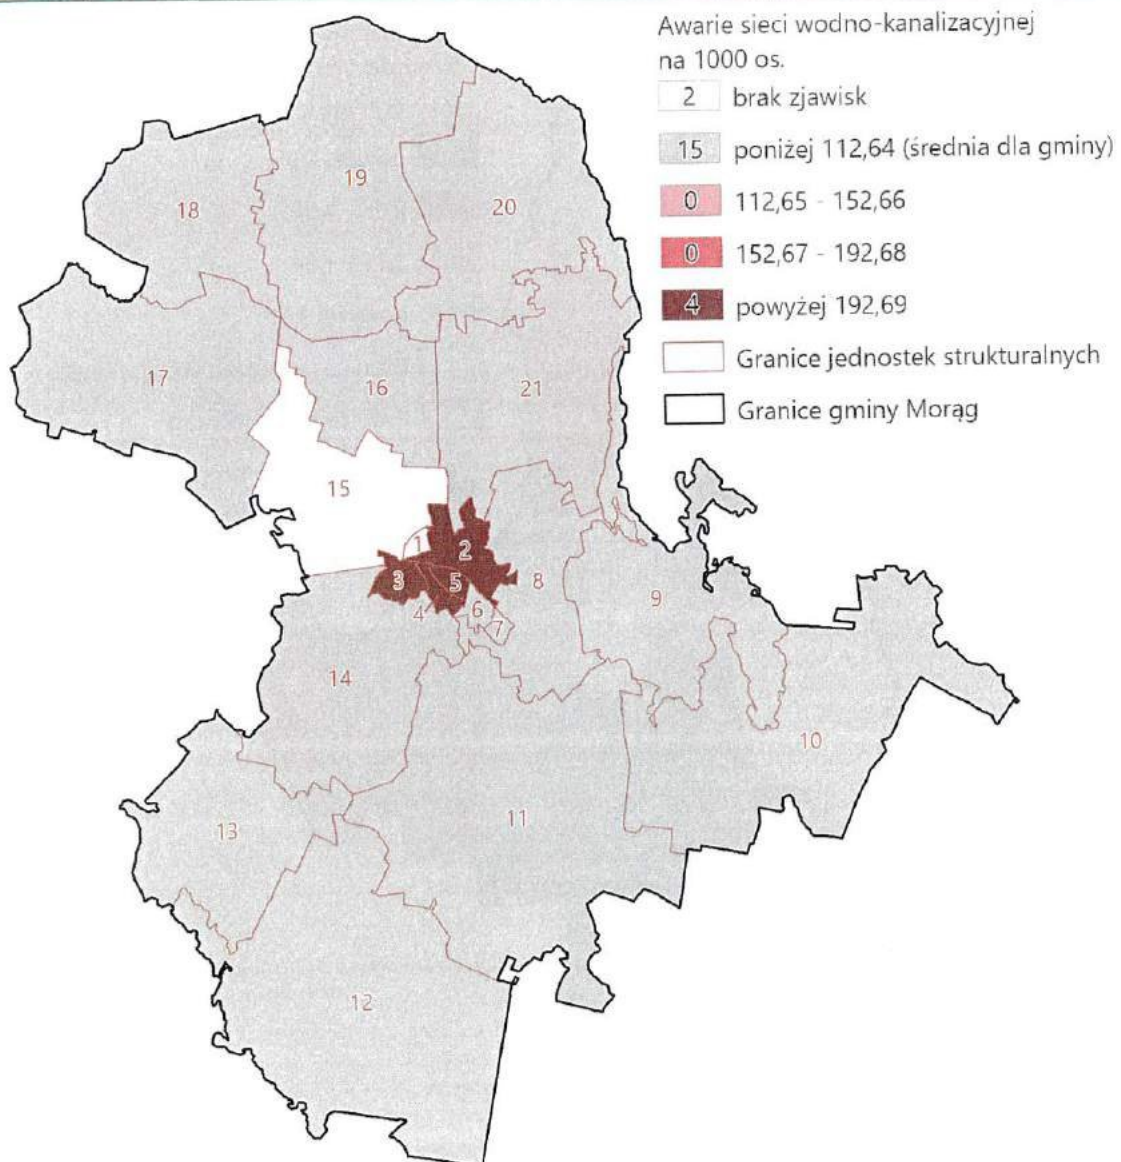 Awarie sieci wodno-kanalizacyjnej
na 1000 os.
2 brak zjawisk
15 poniżej 112,64 (średnia dla gminy)
0 112,65 - 152,66
0 152,67 - 192,68
4 powyżej 192,69
Granice jednostek strukturalnych
Granice gminy Morąg
19
18
20
17
16
21
15
1
2
3
5
8
4
6
7
9
14
10
11
13
12